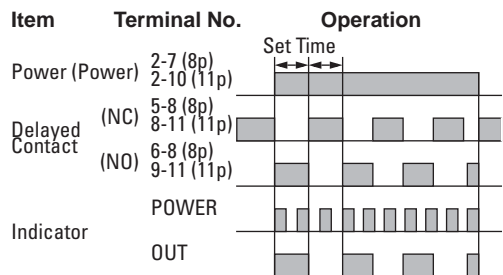 Item Terminal No. Operation
Set Time
Power (Power) 2-7 (8p)
2-10 (11p)
Delayed Contact (NC) 5-8 (8p)
8-11 (11p)
(NO) 6-8 (8p)
9-11 (11p)
Indicator POWER
OUT